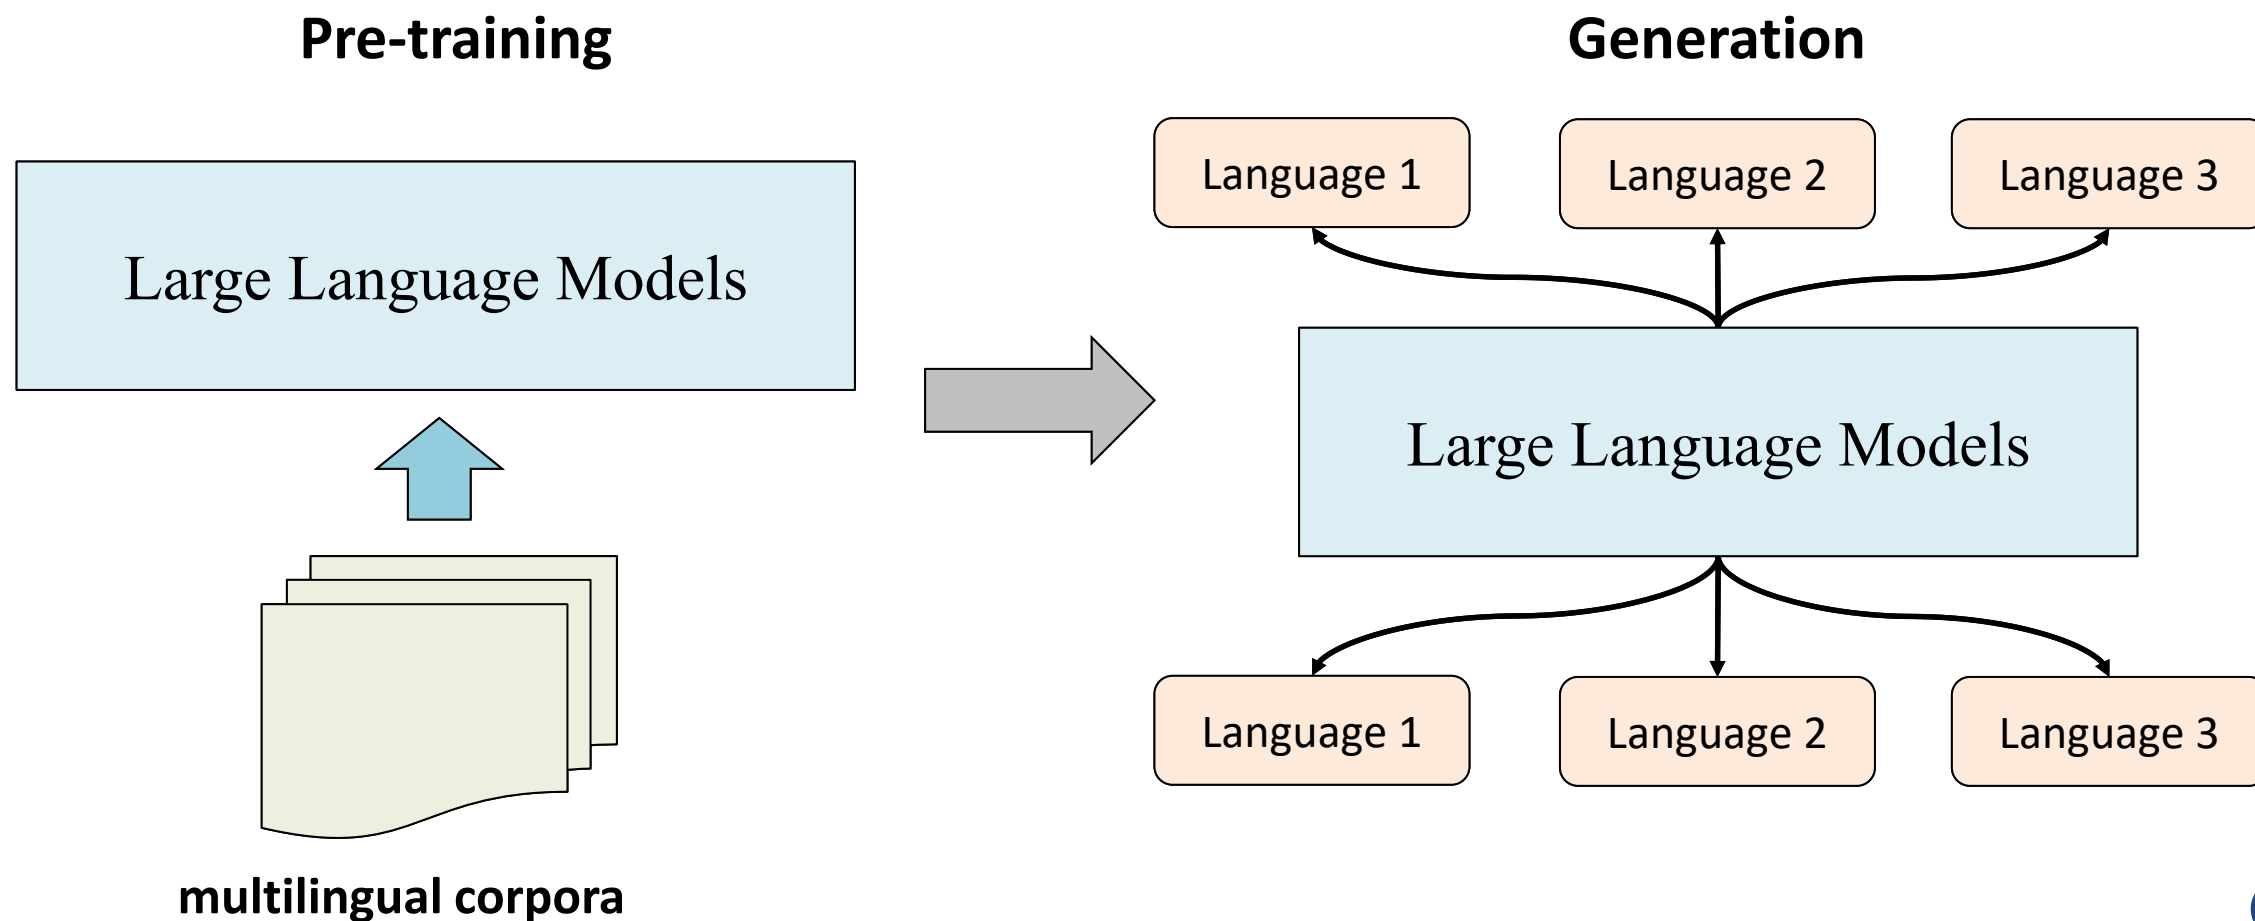 Pre-training
Large Language Models
multilingual corpora
Generation
Language 1
Language 2
Language 3
Large Language Models
Language 1
Language 2
Language 3